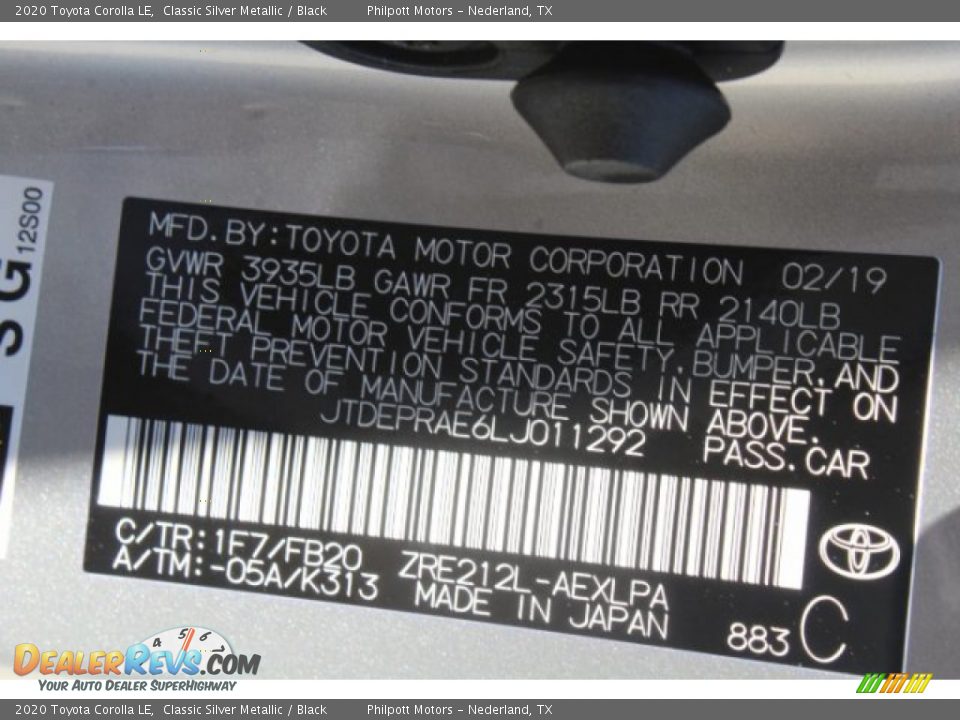 2020 Toyota Corolla LE, Classic Silver Metallic / Black Philpott Motors - Nederland, TX
12S00
S G
MFD.BY:TOYOTA MOTOR CORPORATION 02/19
GVWR 3935LB GAWR FR 2315LB RR 2140LB
THIS VEHICLE CONFORMS TO ALL APPLICABLE
FEDERAL MOTOR VEHICLE SAFETY,BUMPER,AND
THEFT PREVENTION STANDARDS IN EFFECT ON
THE DATE OF MANUFACTURE SHOWN ABOVE.
JTDEPRAE6LJ011292 PASS.CAR
C/TR:1F7/FB20 ZRE212L-AEXLPA
A/TM:-05A/K313 MADE IN JAPAN
883 C
4 5 6
DEALERREVS.COM
YOUR AUTO DEALER SUPERHIGHWAY
2020 Toyota Corolla LE, Classic Silver Metallic / Black Philpott Motors - Nederland, TX